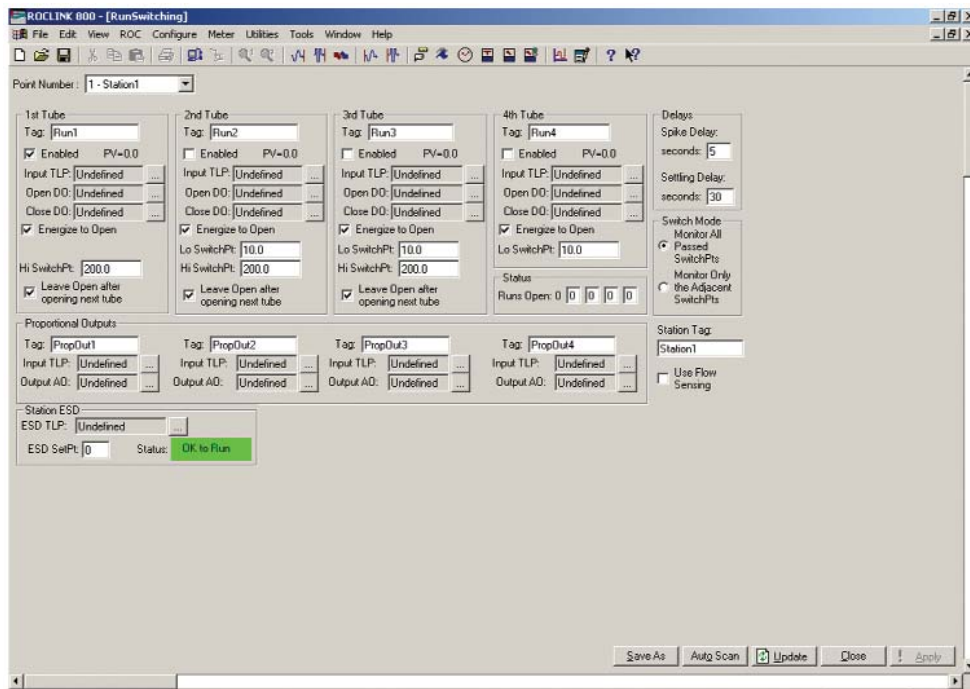 ROCLINK 800 - [RunSwitching]
File Edit View ROC Configure Meter Utilities Tools Window Help
Point Number : 1 - Station1
1st Tube
Tag: Run1
Enabled PV=0.0
Input TLP: Undefined ...
Open DO: Undefined ...
Close DO: Undefined ...
Energize to Open
Hi SwitchPt: 200.0
Leave Open after
opening next tube
2nd Tube
Tag: Run2
Enabled PV=0.0
Input TLP: Undefined ...
Open DO: Undefined ...
Close DO: Undefined ...
Energize to Open
Lo SwitchPt: 10.0
Hi SwitchPt: 200.0
Leave Open after
opening next tube
3rd Tube
Tag: Run3
Enabled PV=0.0
Input TLP: Undefined ...
Open DO: Undefined ...
Close DO: Undefined ...
Energize to Open
Lo SwitchPt: 10.0
Hi SwitchPt: 200.0
Leave Open after
opening next tube
4th Tube
Tag: Run4
Enabled PV=0.0
Input TLP: Undefined ...
Open DO: Undefined ...
Close DO: Undefined ...
Energize to Open
Lo SwitchPt: 10.0
Status
Runs Open: 0 0 0 0 0
Delays
Spike Delay:
seconds: 5
Settling Delay:
seconds: 30
Switch Mode
Monitor All
Passed
SwitchPts
Monitor Only
the Adjacent
SwitchPts
Station Tag:
Station1
Use Flow
Sensing
Proportional Outputs
Tag: PropOut1
Input TLP: Undefined ...
Output AO: Undefined ...
Tag: PropOut2
Input TLP: Undefined ...
Output AO: Undefined ...
Tag: PropOut3
Input TLP: Undefined ...
Output AO: Undefined ...
Tag: PropOut4
Input TLP: Undefined ...
Output AO: Undefined ...
Station ESD
ESD TLP: Undefined ...
ESD SetPt: 0 Status: OK to Run
Save As Auto Scan Update Close ! Apply